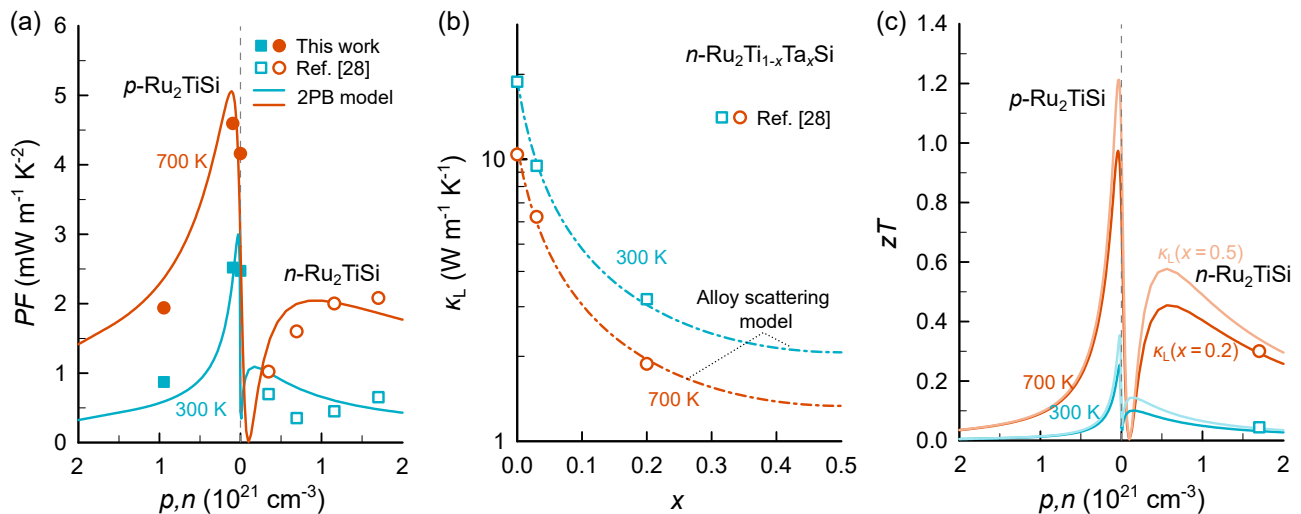 (a)
6
5
4
3
2
1
0
PF (mW m⁻¹ K⁻²)
This work
Ref. [28]
2PB model
p-Ru₂TiSi
700 K
n-Ru₂TiSi
300 K
2 1 0 1 2
p,n (10²¹ cm⁻³)
(b)
10
1
κ_L (W m⁻¹ K⁻¹)
n-Ru₂Ti₁₋ₓTaₓSi
Ref. [28]
300 K
Alloy scattering
model
700 K
0.0 0.1 0.2 0.3 0.4 0.5
x
(c)
1.4
1.2
1.0
0.8
0.6
0.4
0.2
0.0
zT
p-Ru₂TiSi
κ_L(x=0.5)
n-Ru₂TiSi
κ_L(x=0.2)
700 K
300 K
2 1 0 1 2
p,n (10²¹ cm⁻³)